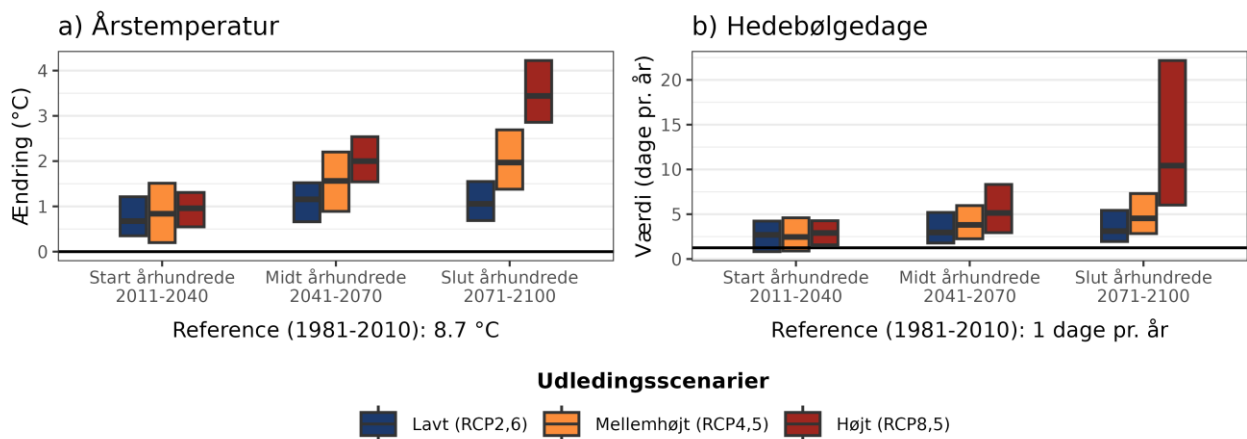 a) Årstemperatur
Ændring (°C)
4
3
2
1
0
Start århundrede
2011-2040
Midt århundrede
2041-2070
Slut århundrede
2071-2100
Reference (1981-2010): 8.7 °C
b) Hedebølgedage
Værdi (dage pr. år)
20
15
10
5
0
Start århundrede
2011-2040
Midt århundrede
2041-2070
Slut århundrede
2071-2100
Reference (1981-2010): 1 dage pr. år
Udledingsscenarier
Lavt (RCP2,6)
Mellemhøjt (RCP4,5)
Højt (RCP8,5)